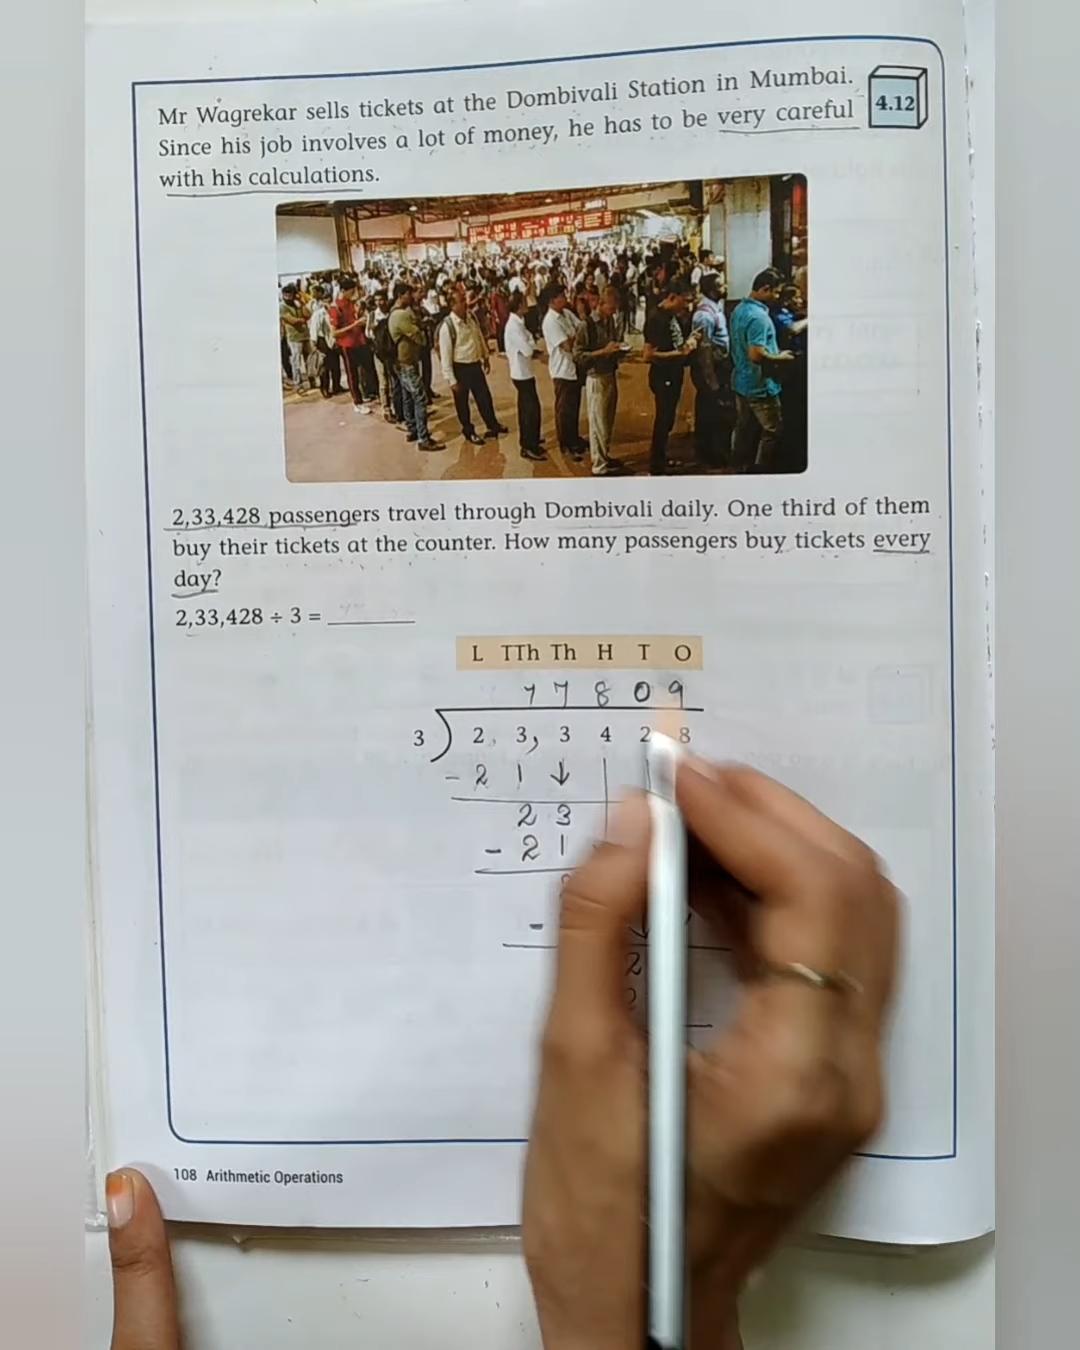 Mr Wagrekar sells tickets at the Dombivali Station in Mumbai.
4.12
Since his job involves a lot of money, he has to be very careful
with his calculations.
2,33,428 passengers travel through Dombivali daily. One third of them
buy their tickets at the counter. How many passengers buy tickets every
day?
2,33,428 ÷ 3 = ______
L TTh Th H T O
7 7 8 0 9
3 ) 2, 3, 3 4 2 8
- 2 1 ↓
2 3
- 2 1
-
2
108 Arithmetic Operations